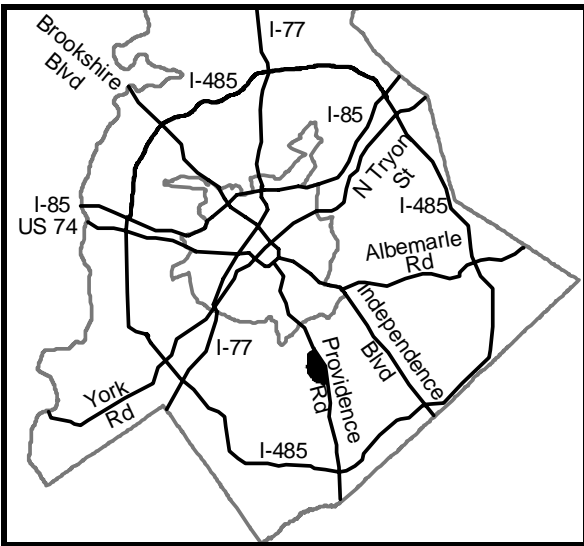 I-77
Brookshire
Blvd
I-485
I-85
N Tryon
St
I-85
US 74
I-485
Albemarle
Rd
Independence
Blvd
I-77
Providence
Rd
York
Rd
I-485